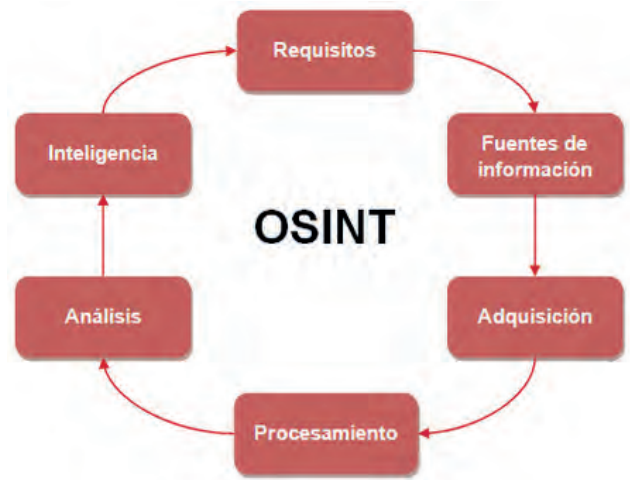 Requisitos
Fuentes de
información
Adquisición
Procesamiento
Análisis
Inteligencia
OSINT